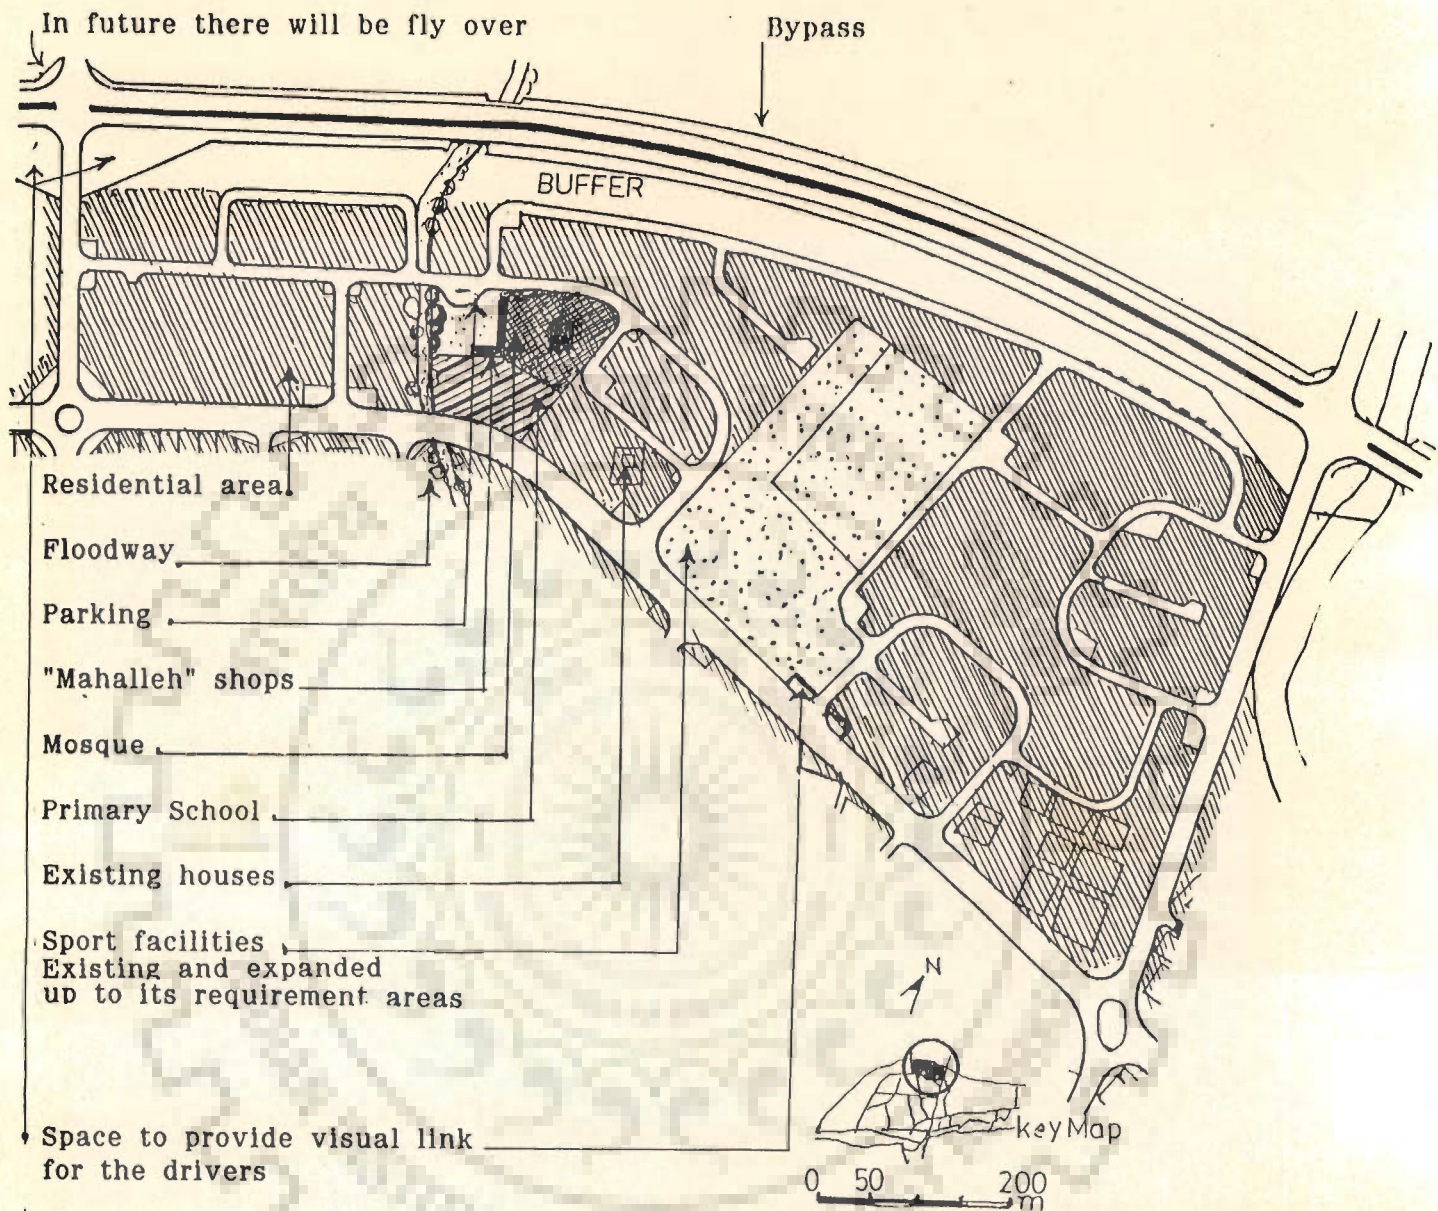 In future there will be fly over
Bypass
BUFFER
Residential area
Floodway
Parking
"Mahalleh" shops
Mosque
Primary School
Existing houses
Sport facilities
Existing and expanded
up to its requirement areas
N
Space to provide visual link
for the drivers
key Map
0 50 200
m